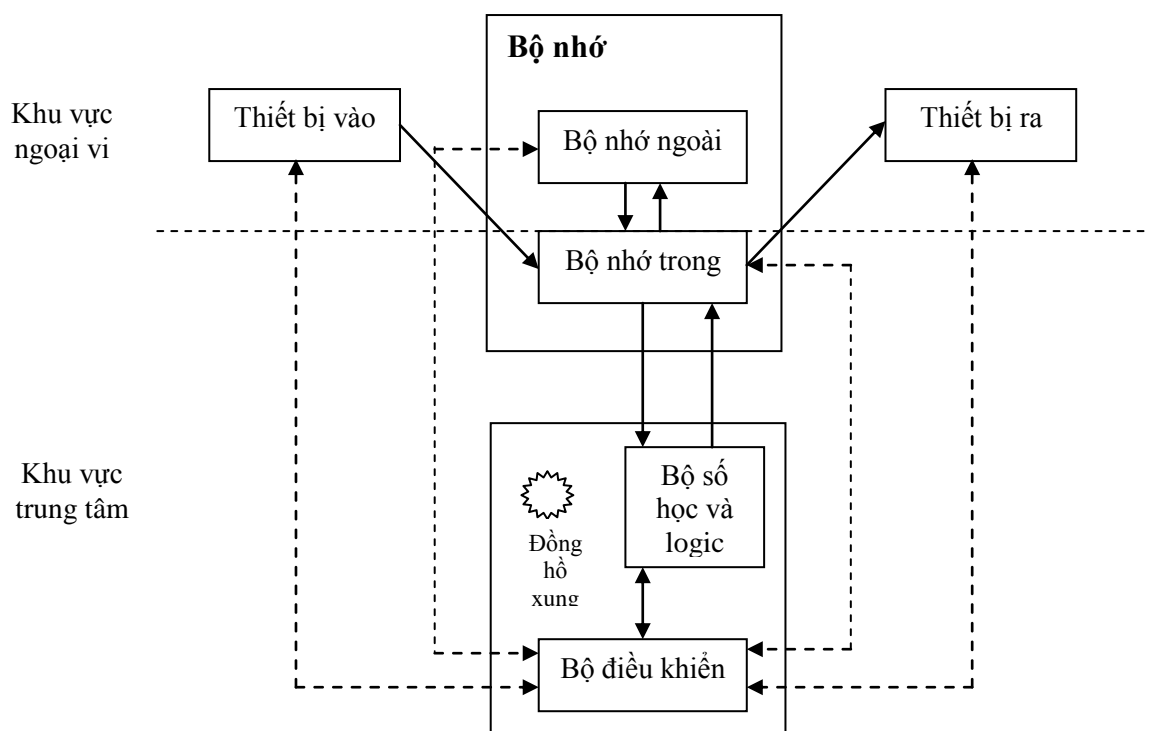 Bộ nhớ
Khu vực
ngoại vi
Thiết bị vào
Bộ nhớ ngoài
Thiết bị ra
Bộ nhớ trong
Khu vực
trung tâm
Bộ số
học và
logic
Đồng
hồ
xung
Bộ điều khiển